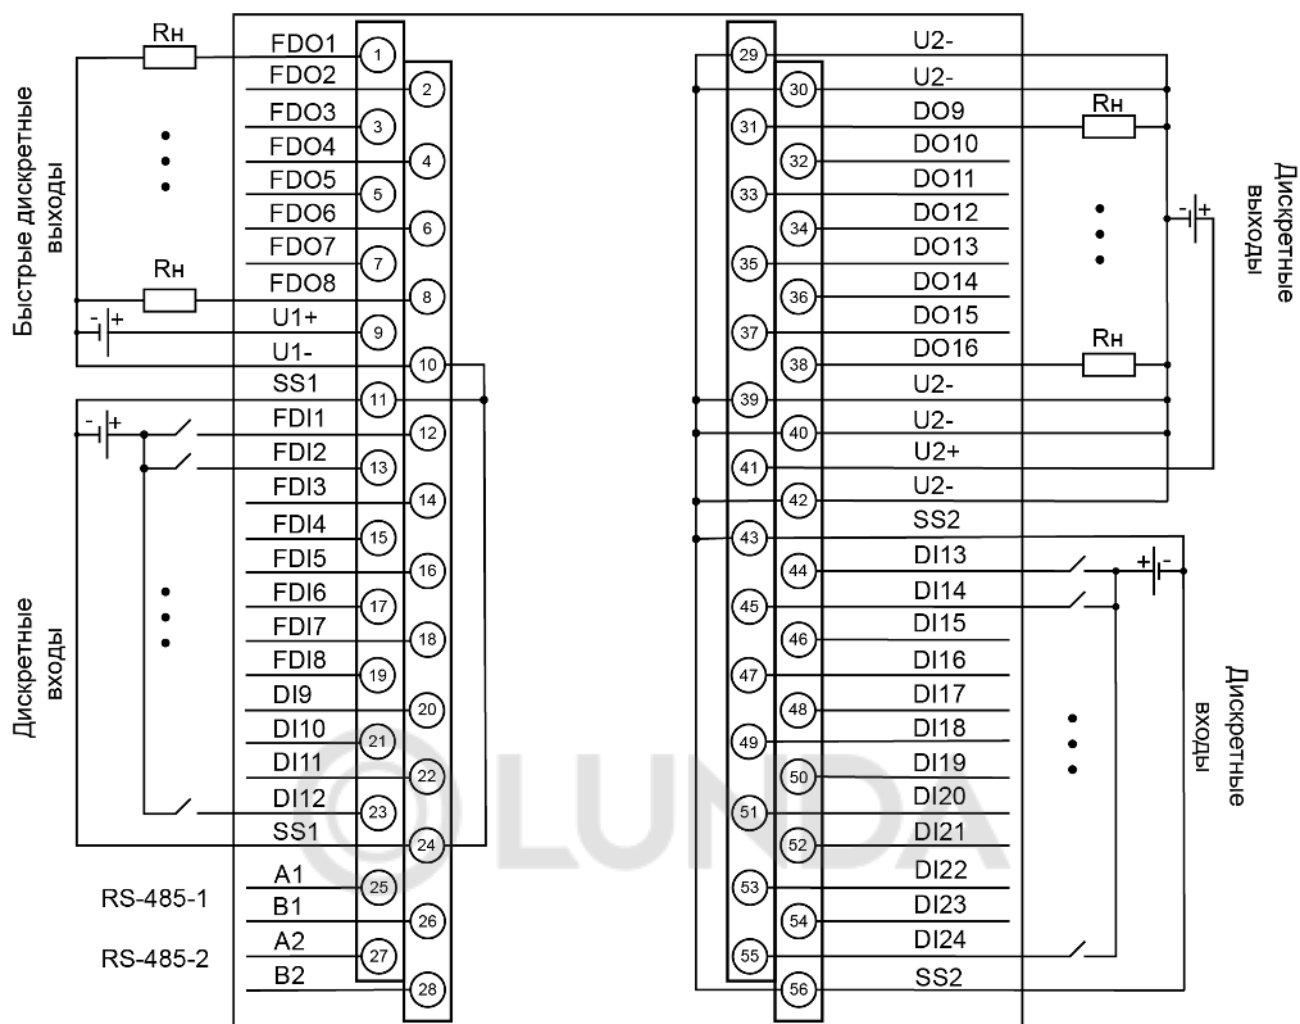 Быстрые дискретные
выходы
Rн
FDO1 1
FDO2 2
FDO3 3
FDO4 4
FDO5 5
FDO6 6
FDO7 7
Rн
FDO8 8
- + U1+ 9
U1- 10
SS1 11
Дискретные
входы
- + FDI1 12
FDI2 13
FDI3 14
FDI4 15
FDI5 16
FDI6 17
FDI7 18
FDI8 19
DI9 20
DI10 21
DI11 22
DI12 23
SS1 24
RS-485-1
A1 25
B1 26
RS-485-2
A2 27
B2 28
29 U2-
30 U2-
31 DO9 Rн
32 DO10
33 DO11
34 DO12
- +
35 DO13
36 DO14
37 DO15
38 DO16 Rн
Дискретные
выходы
39 U2-
40 U2-
41 U2+
42 U2-
43 SS2
44 DI13 + -
45 DI14
46 DI15
47 DI16
48 DI17
49 DI18
50 DI19
51 DI20
52 DI21
53 DI22
54 DI23
55 DI24
56 SS2
Дискретные
входы
LUNDA